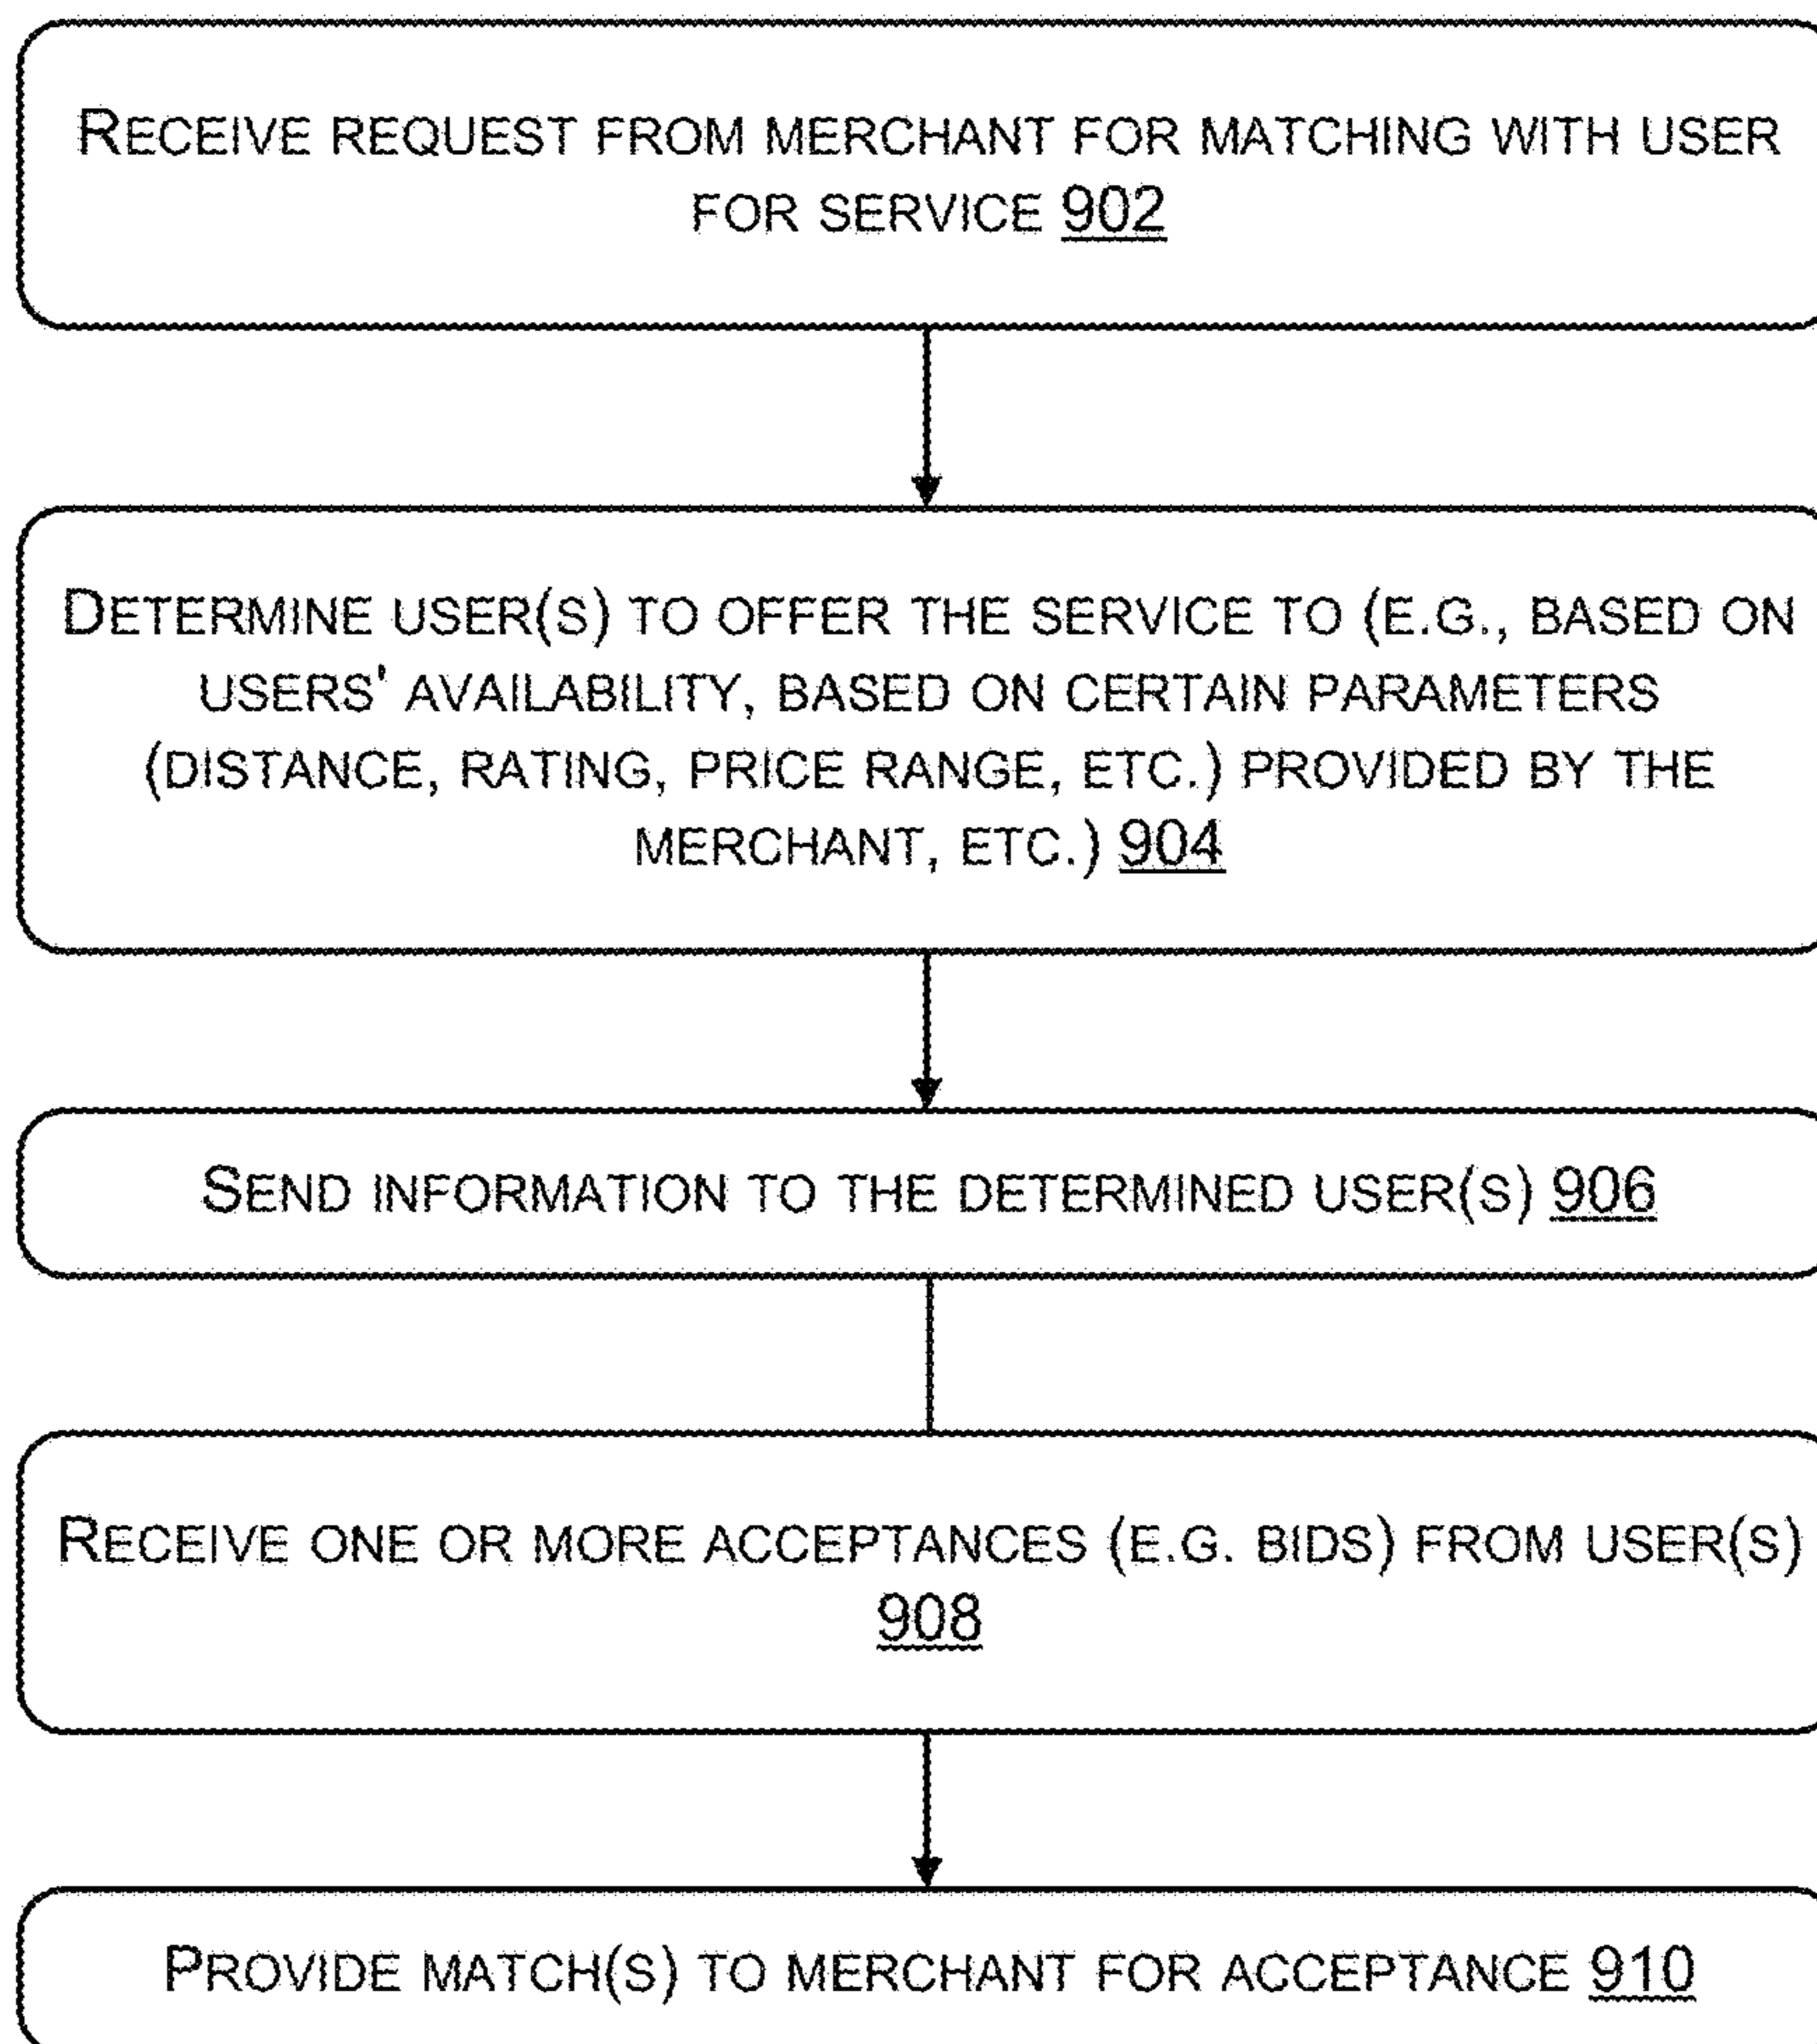 RECEIVE REQUEST FROM MERCHANT FOR MATCHING WITH USER
FOR SERVICE 902
DETERMINE USER(S) TO OFFER THE SERVICE TO (E.G., BASED ON
USERS' AVAILABILITY, BASED ON CERTAIN PARAMETERS
(DISTANCE, RATING, PRICE RANGE, ETC.) PROVIDED BY THE
MERCHANT, ETC.) 904
SEND INFORMATION TO THE DETERMINED USER(S) 906
RECEIVE ONE OR MORE ACCEPTANCES (E.G. BIDS) FROM USER(S)
908
PROVIDE MATCH(S) TO MERCHANT FOR ACCEPTANCE 910